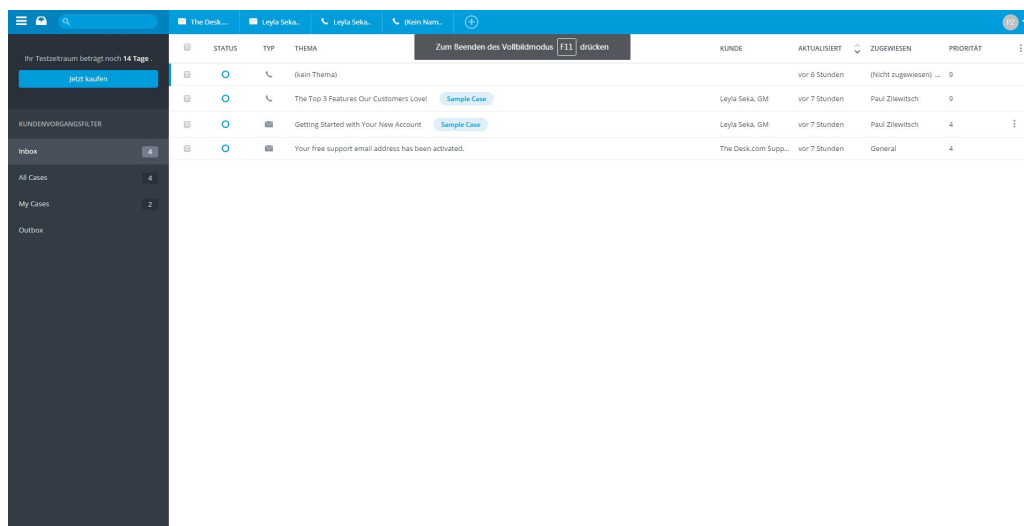 The Desk.... Leyla Seka.. Leyla Seka.. (Kein Nam.. PZ
Ihr Testzeitraum beträgt noch 14 Tage .
Jetzt kaufen
KUNDENVORGANGSFILTER
Inbox 4
All Cases 4
My Cases 2
Outbox
Zum Beenden des Vollbildmodus F11 drücken
STATUS TYP THEMA KUNDE AKTUALISIERT ZUGEWIESEN PRIORITÄT
(kein Thema) vor 6 Stunden (Nicht zugewiesen) ... 9
The Top 3 Features Our Customers Love! Sample Case Leyla Seka, GM vor 7 Stunden Paul Zilewitsch 9
Getting Started with Your New Account Sample Case Leyla Seka, GM vor 7 Stunden Paul Zilewitsch 4
Your free support email address has been activated. The Desk.com Supp... vor 7 Stunden General 4